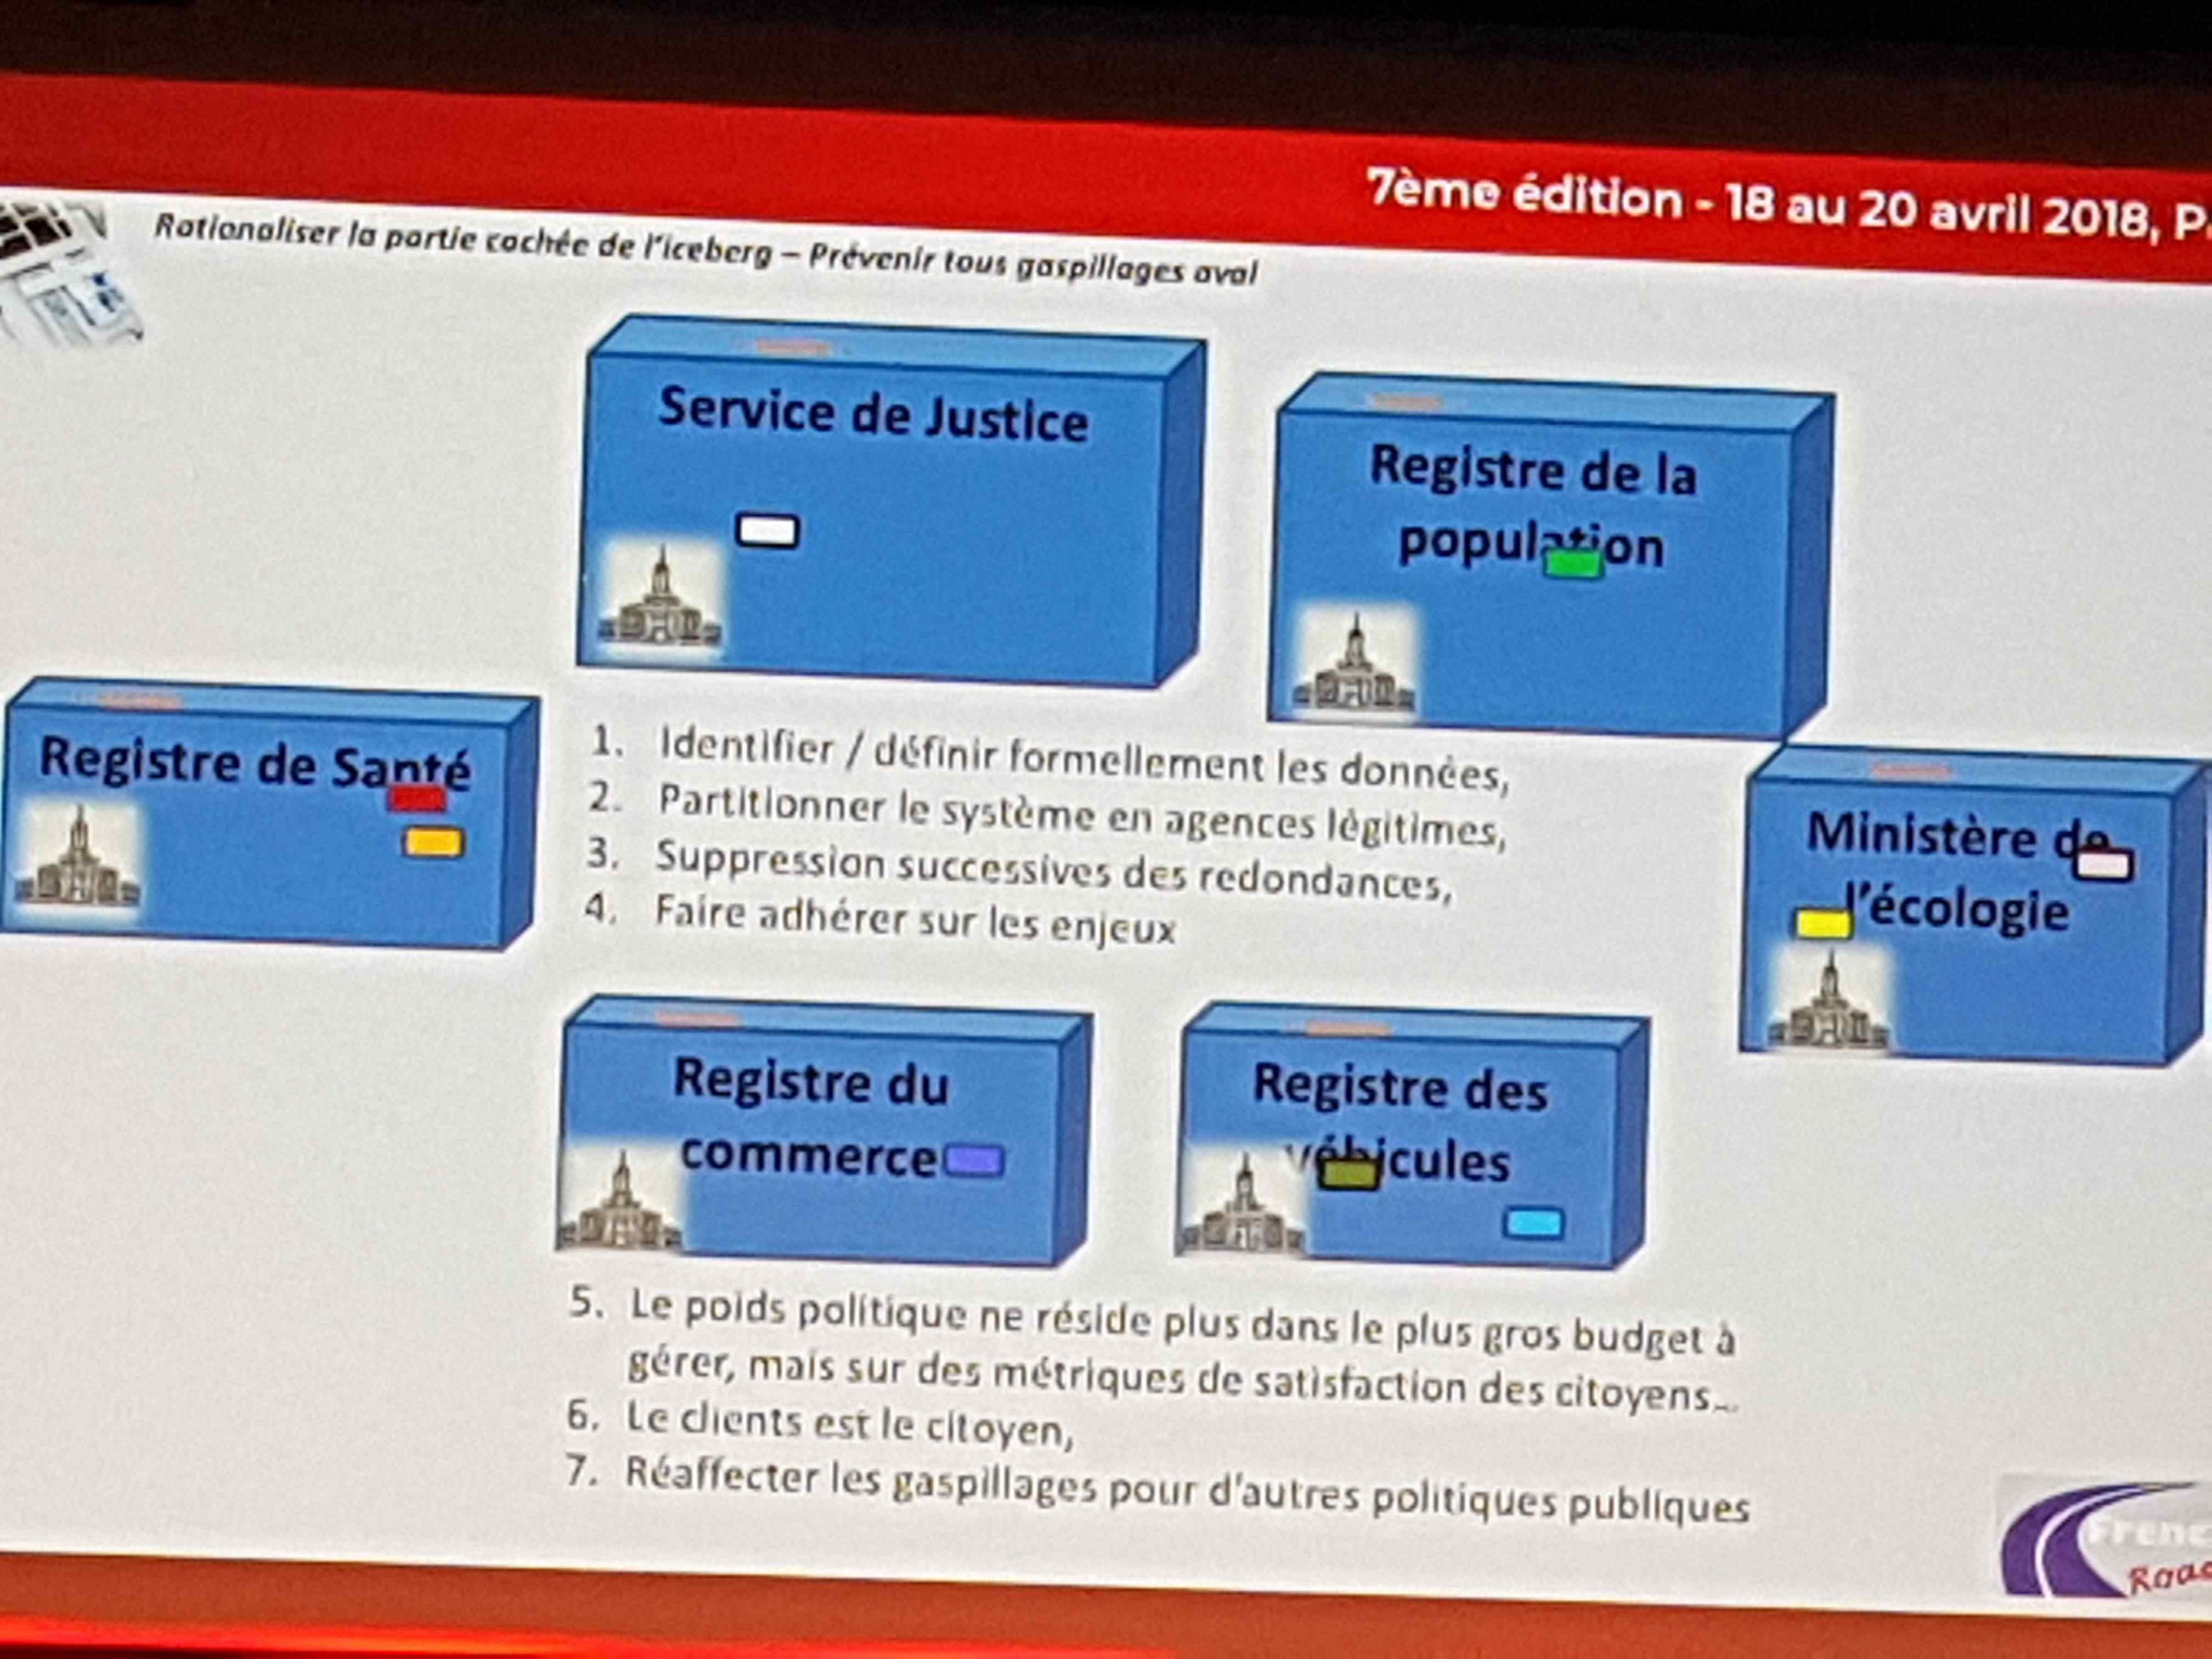 7ème édition - 18 au 20 avril 2018,
Rationaliser la partie cachée de l'iceberg – Prévenir tous gaspillages aval
Service de Justice
Registre de la
population
Registre de Santé
1. Identifier / définir formellement les données,
2. Partitionner le système en agences légitimes,
3. Suppression successives des redondances,
4. Faire adhérer sur les enjeux
Ministère de
l'écologie
Registre du
commerce
Registre des
véhicules
5. Le poids politique ne réside plus dans le plus gros budget à
gérer, mais sur des métriques de satisfaction des citoyens...
6. Le clients est le citoyen,
7. Réaffecter les gaspillages pour d'autres politiques publiques